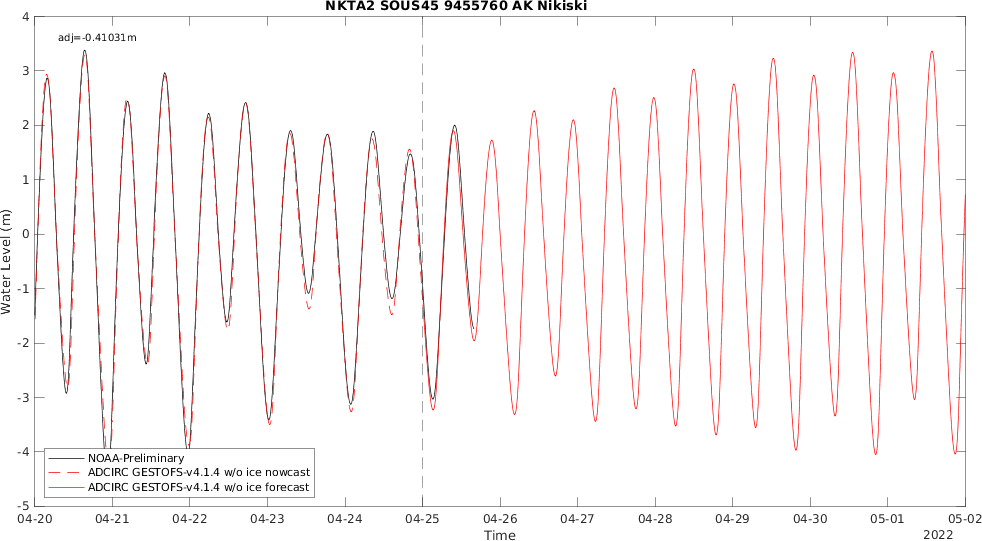 NKTA2 SOUS45 9455760 AK Nikiski
adj=-0.41031m
4
3
2
1
0
-1
-2
-3
-4
-5
Water Level (m)
NOAA-Preliminary
ADCIRC GESTOFS-v4.1.4 w/o ice nowcast
ADCIRC GESTOFS-v4.1.4 w/o ice forecast
04-20 04-21 04-22 04-23 04-24 04-25 04-26 04-27 04-28 04-29 04-30 05-01 05-02
Time
2022